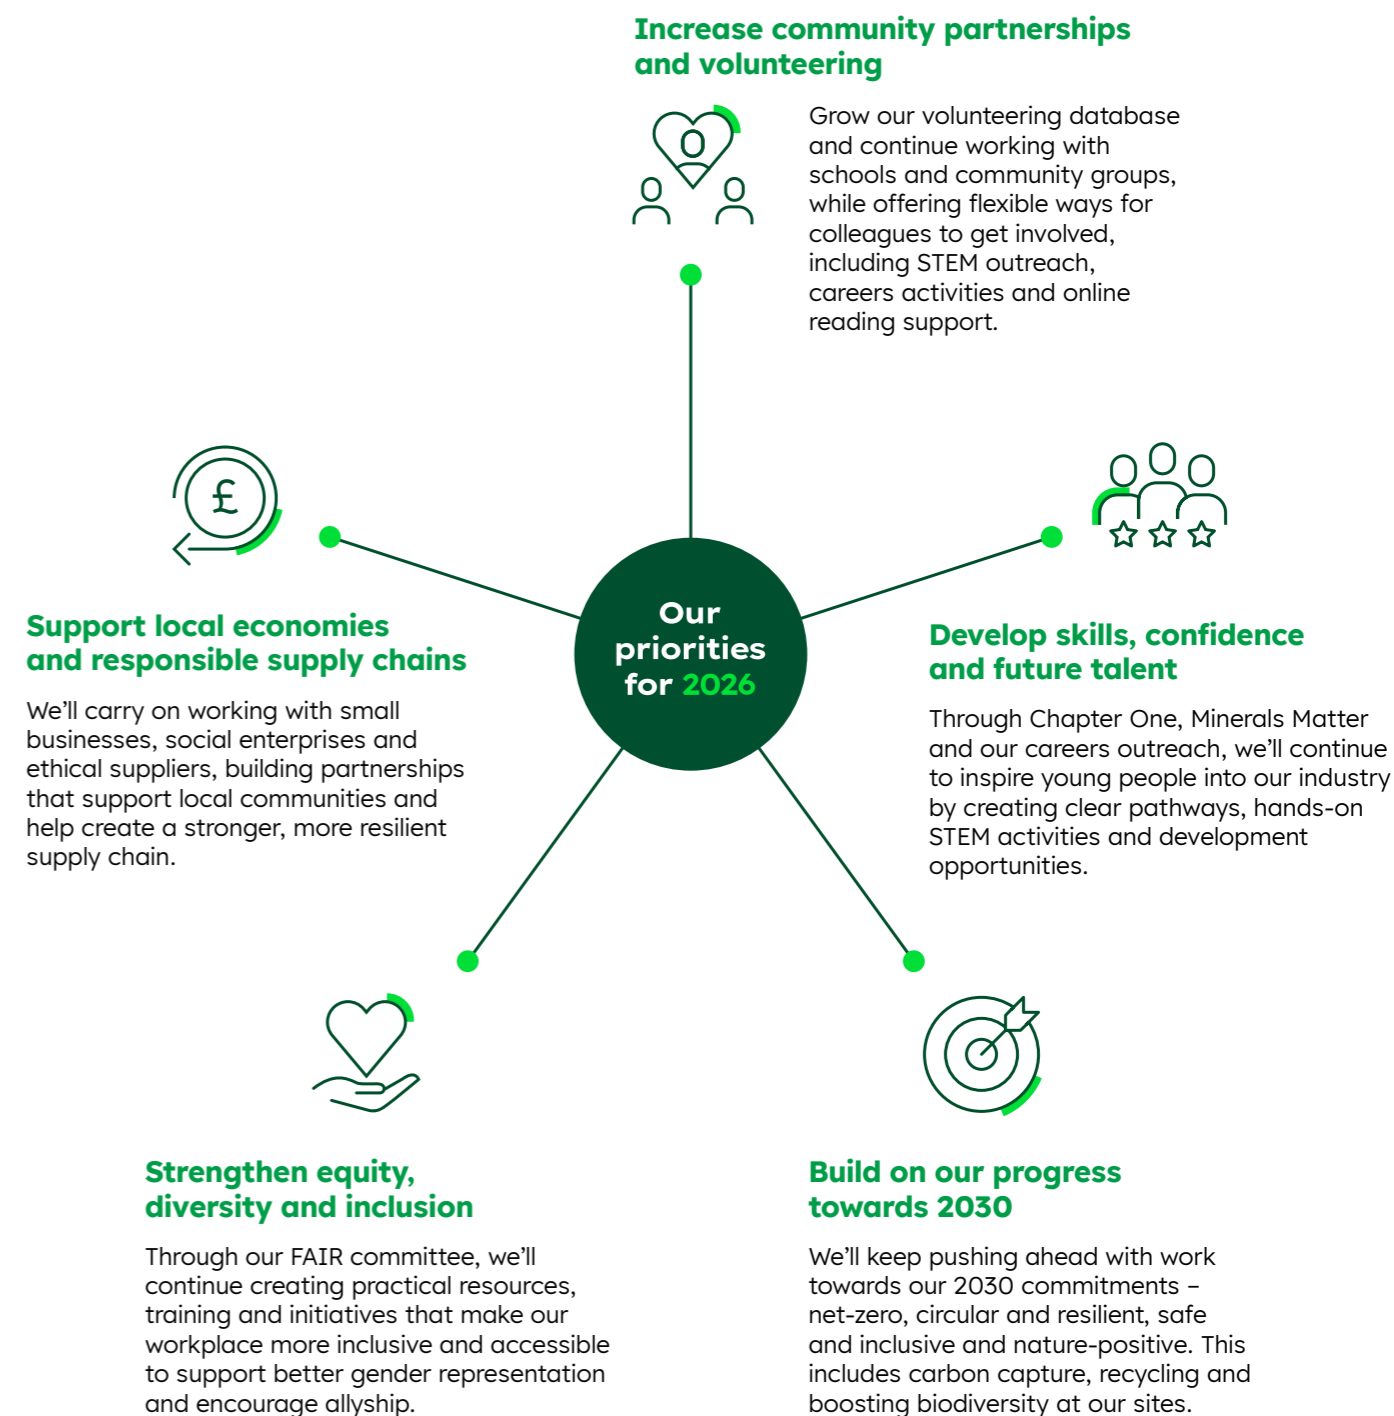 Increase community partnerships
and volunteering
Grow our volunteering database
and continue working with
schools and community groups,
while offering flexible ways for
colleagues to get involved,
including STEM outreach,
careers activities and online
reading support.
£
Our
priorities
for 2026
Support local economies
and responsible supply chains
We’ll carry on working with small
businesses, social enterprises and
ethical suppliers, building partnerships
that support local communities and
help create a stronger, more resilient
supply chain.
Develop skills, confidence
and future talent
Through Chapter One, Minerals Matter
and our careers outreach, we’ll continue
to inspire young people into our industry
by creating clear pathways, hands-on
STEM activities and development
opportunities.
Strengthen equity,
diversity and inclusion
Through our FAIR committee, we’ll
continue creating practical resources,
training and initiatives that make our
workplace more inclusive and accessible
to support better gender representation
and encourage allyship.
Build on our progress
towards 2030
We’ll keep pushing ahead with work
towards our 2030 commitments –
net-zero, circular and resilient, safe
and inclusive and nature-positive. This
includes carbon capture, recycling and
boosting biodiversity at our sites.